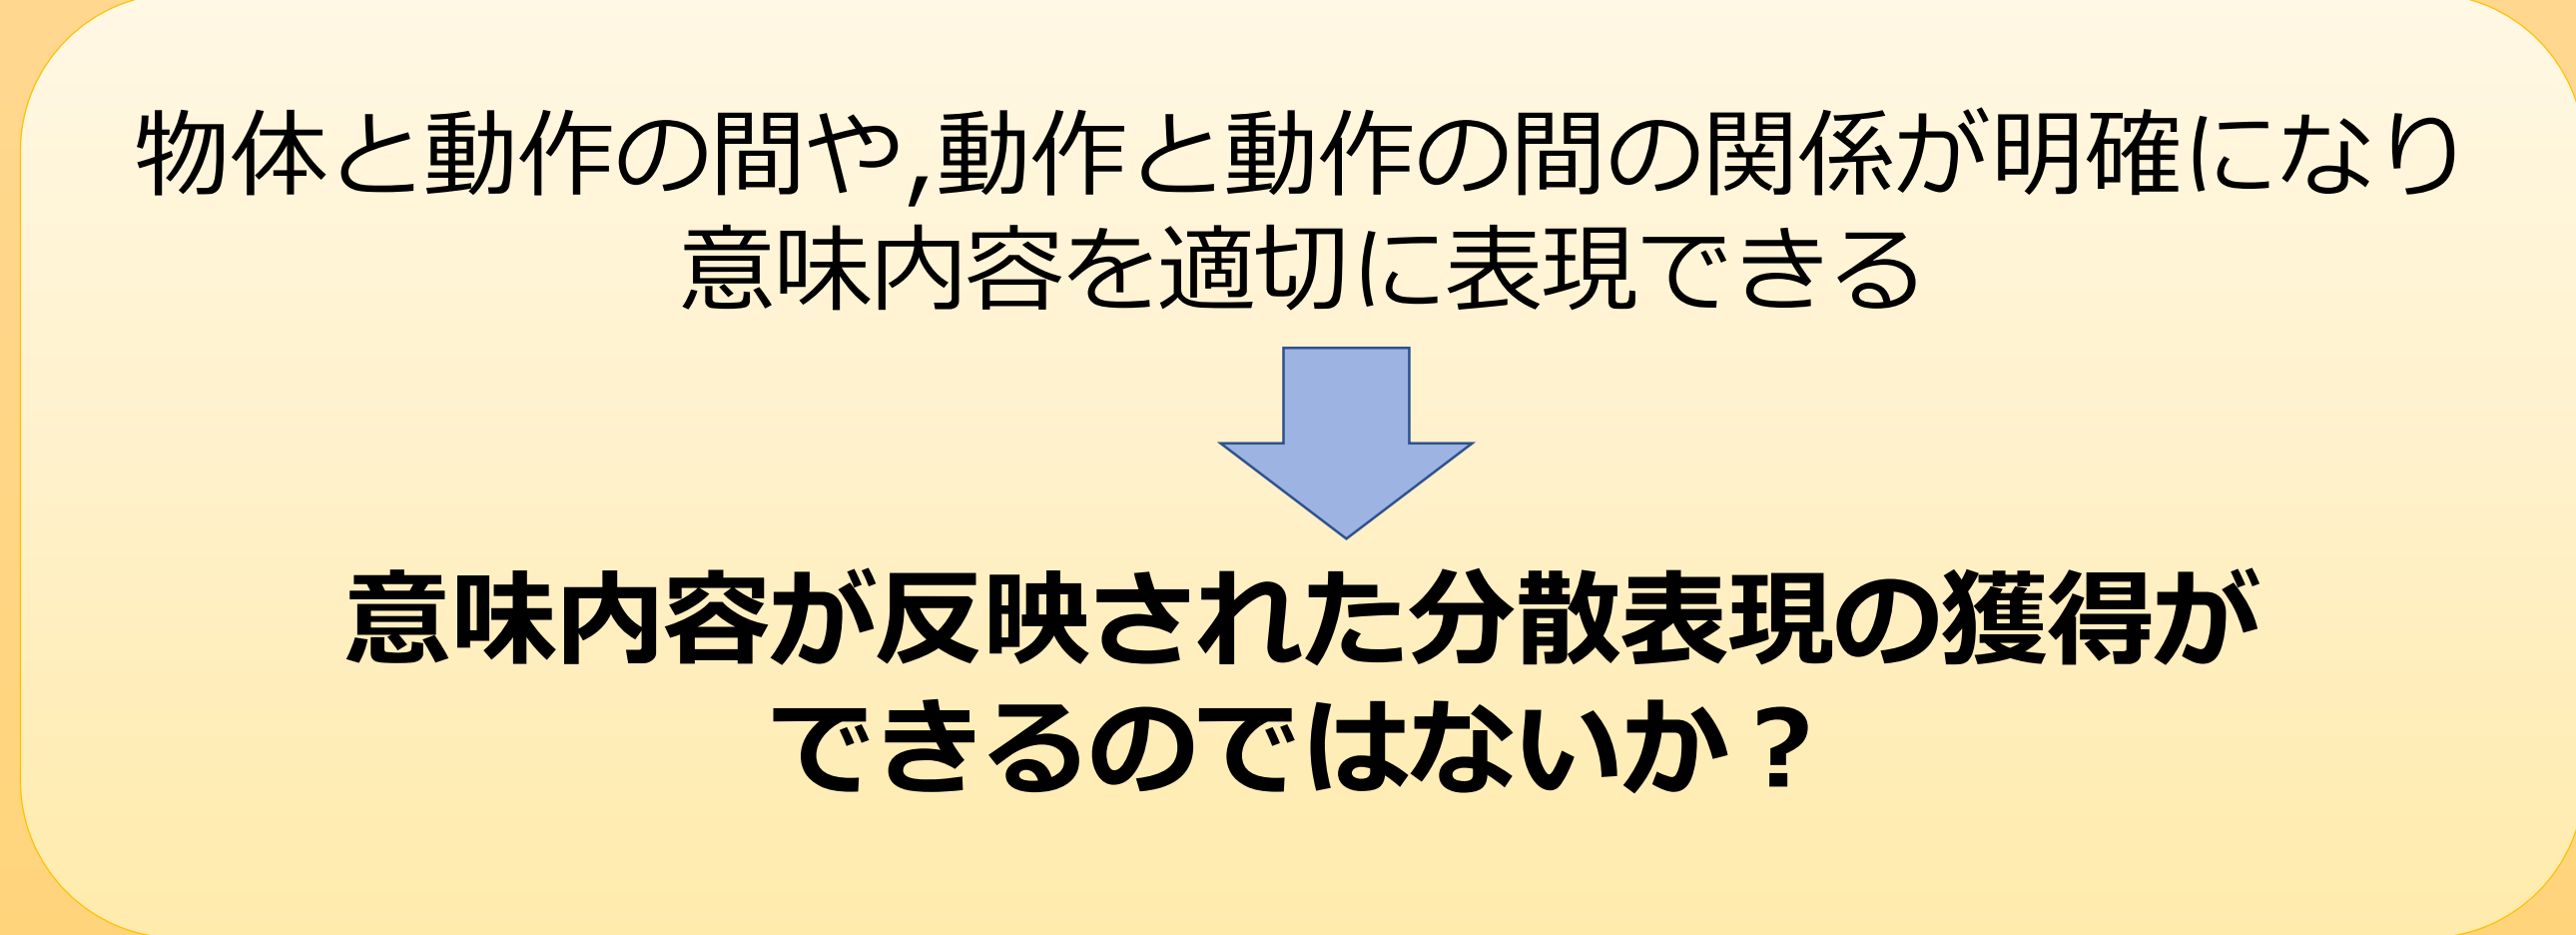 物体と動作の間や,動作と動作の間の関係が明確になり
意味内容を適切に表現できる
意味内容が反映された分散表現の獲得が
できるのではないか？